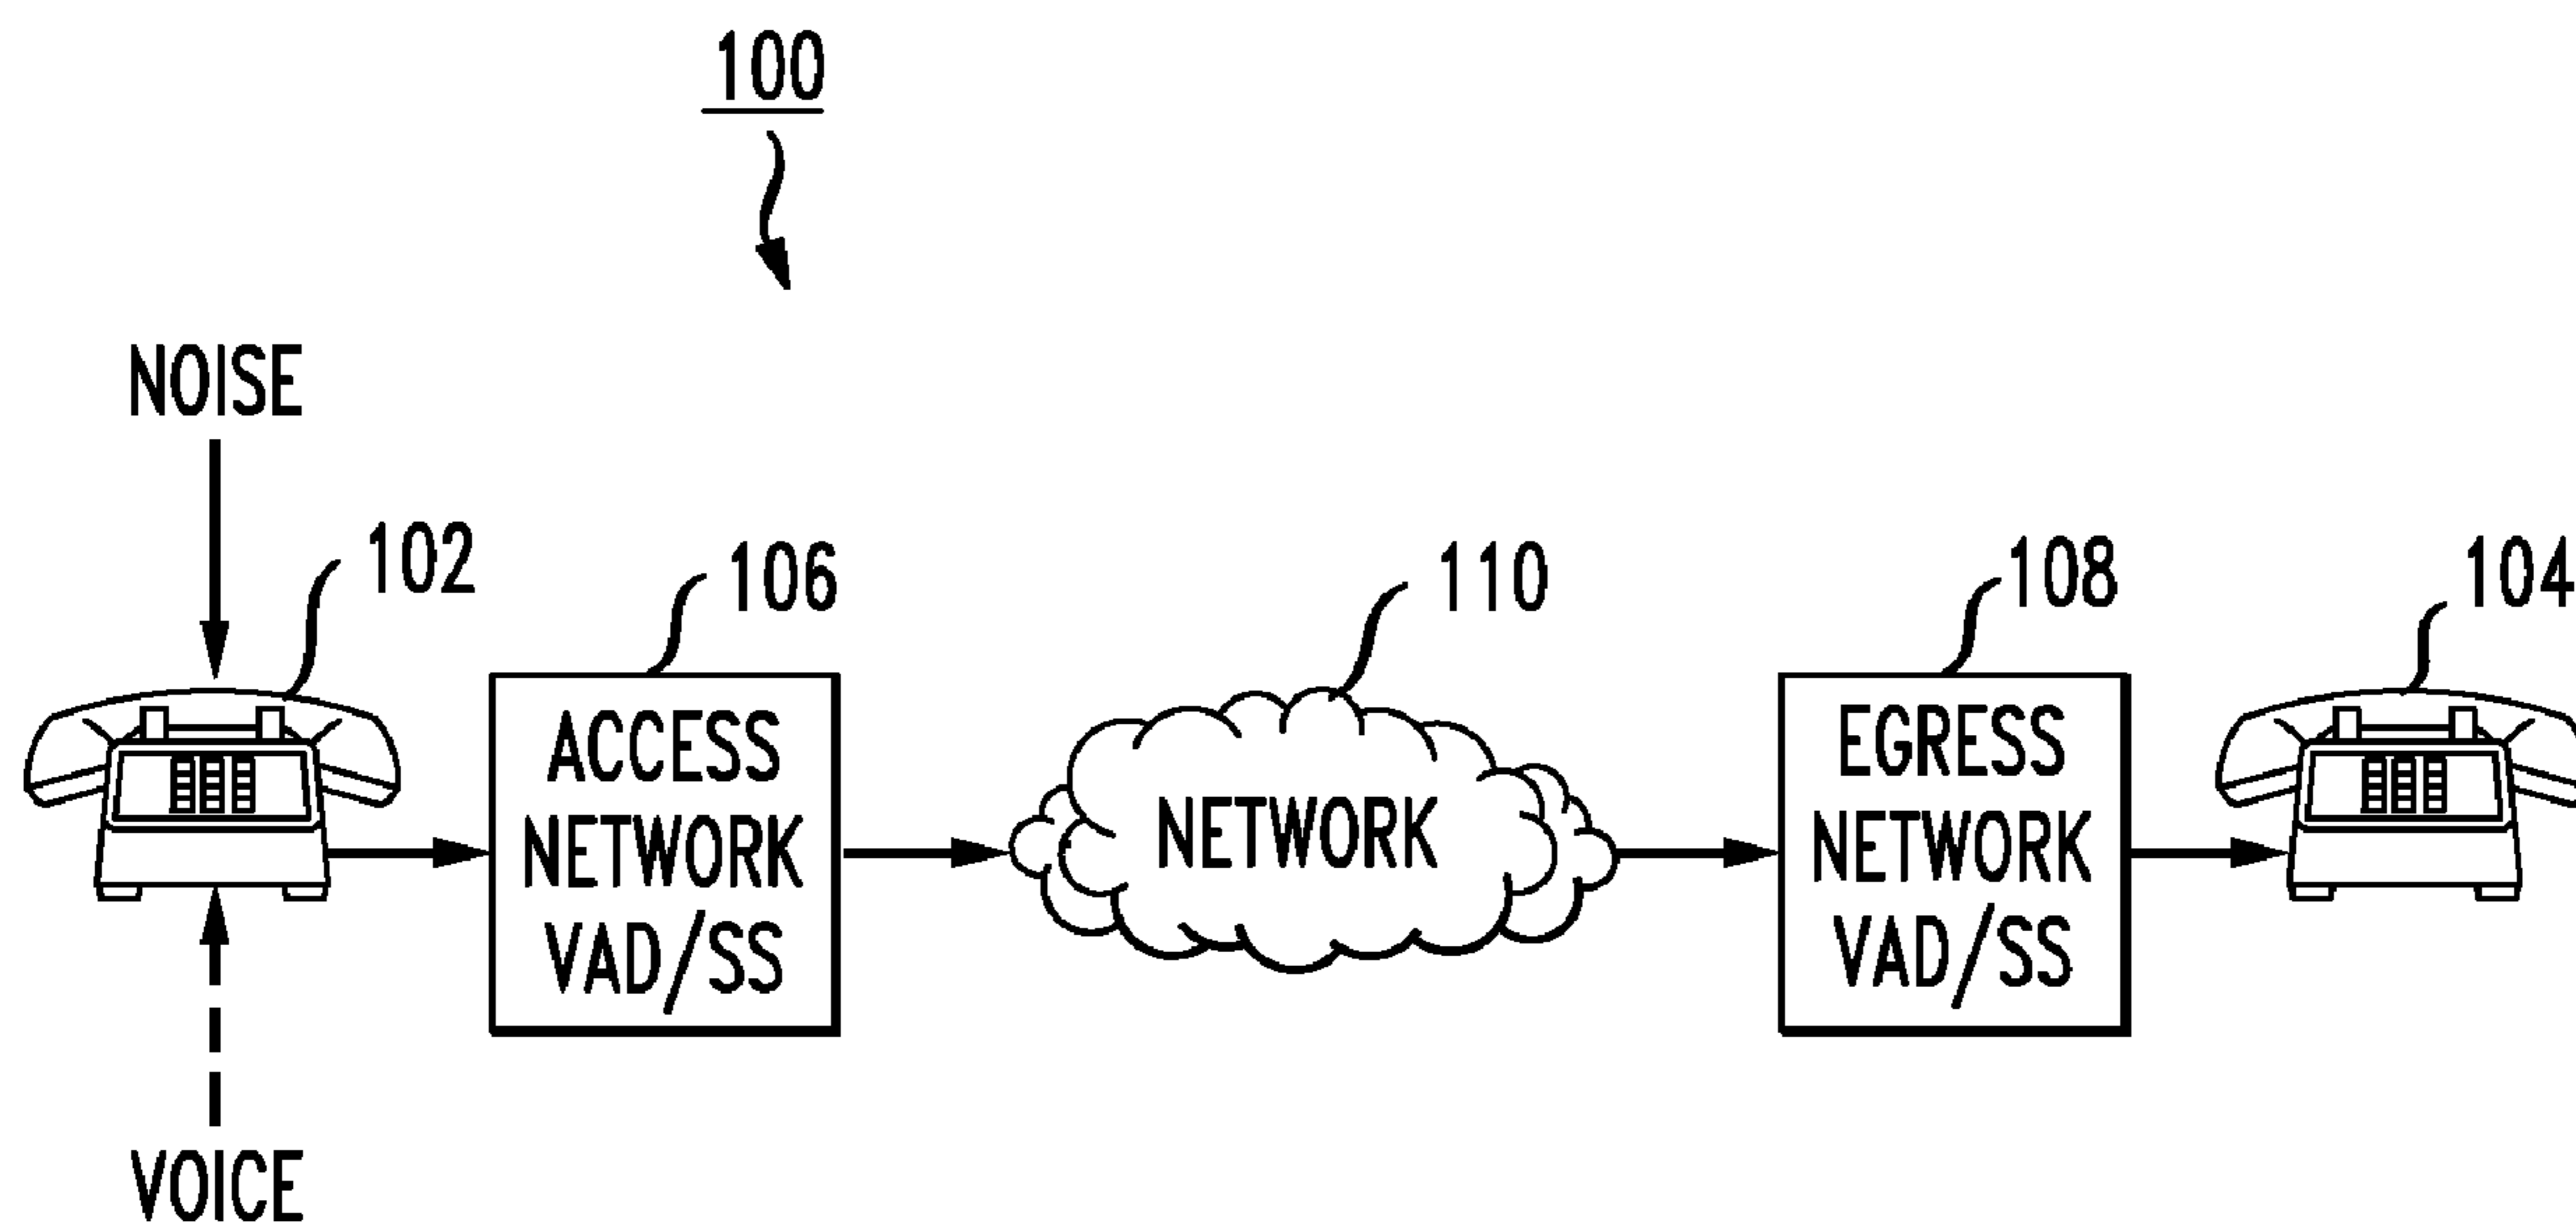 100
NOISE
102
106
110
108
104
ACCESS
NETWORK
VAD/SS
NETWORK
EGRESS
NETWORK
VAD/SS
VOICE